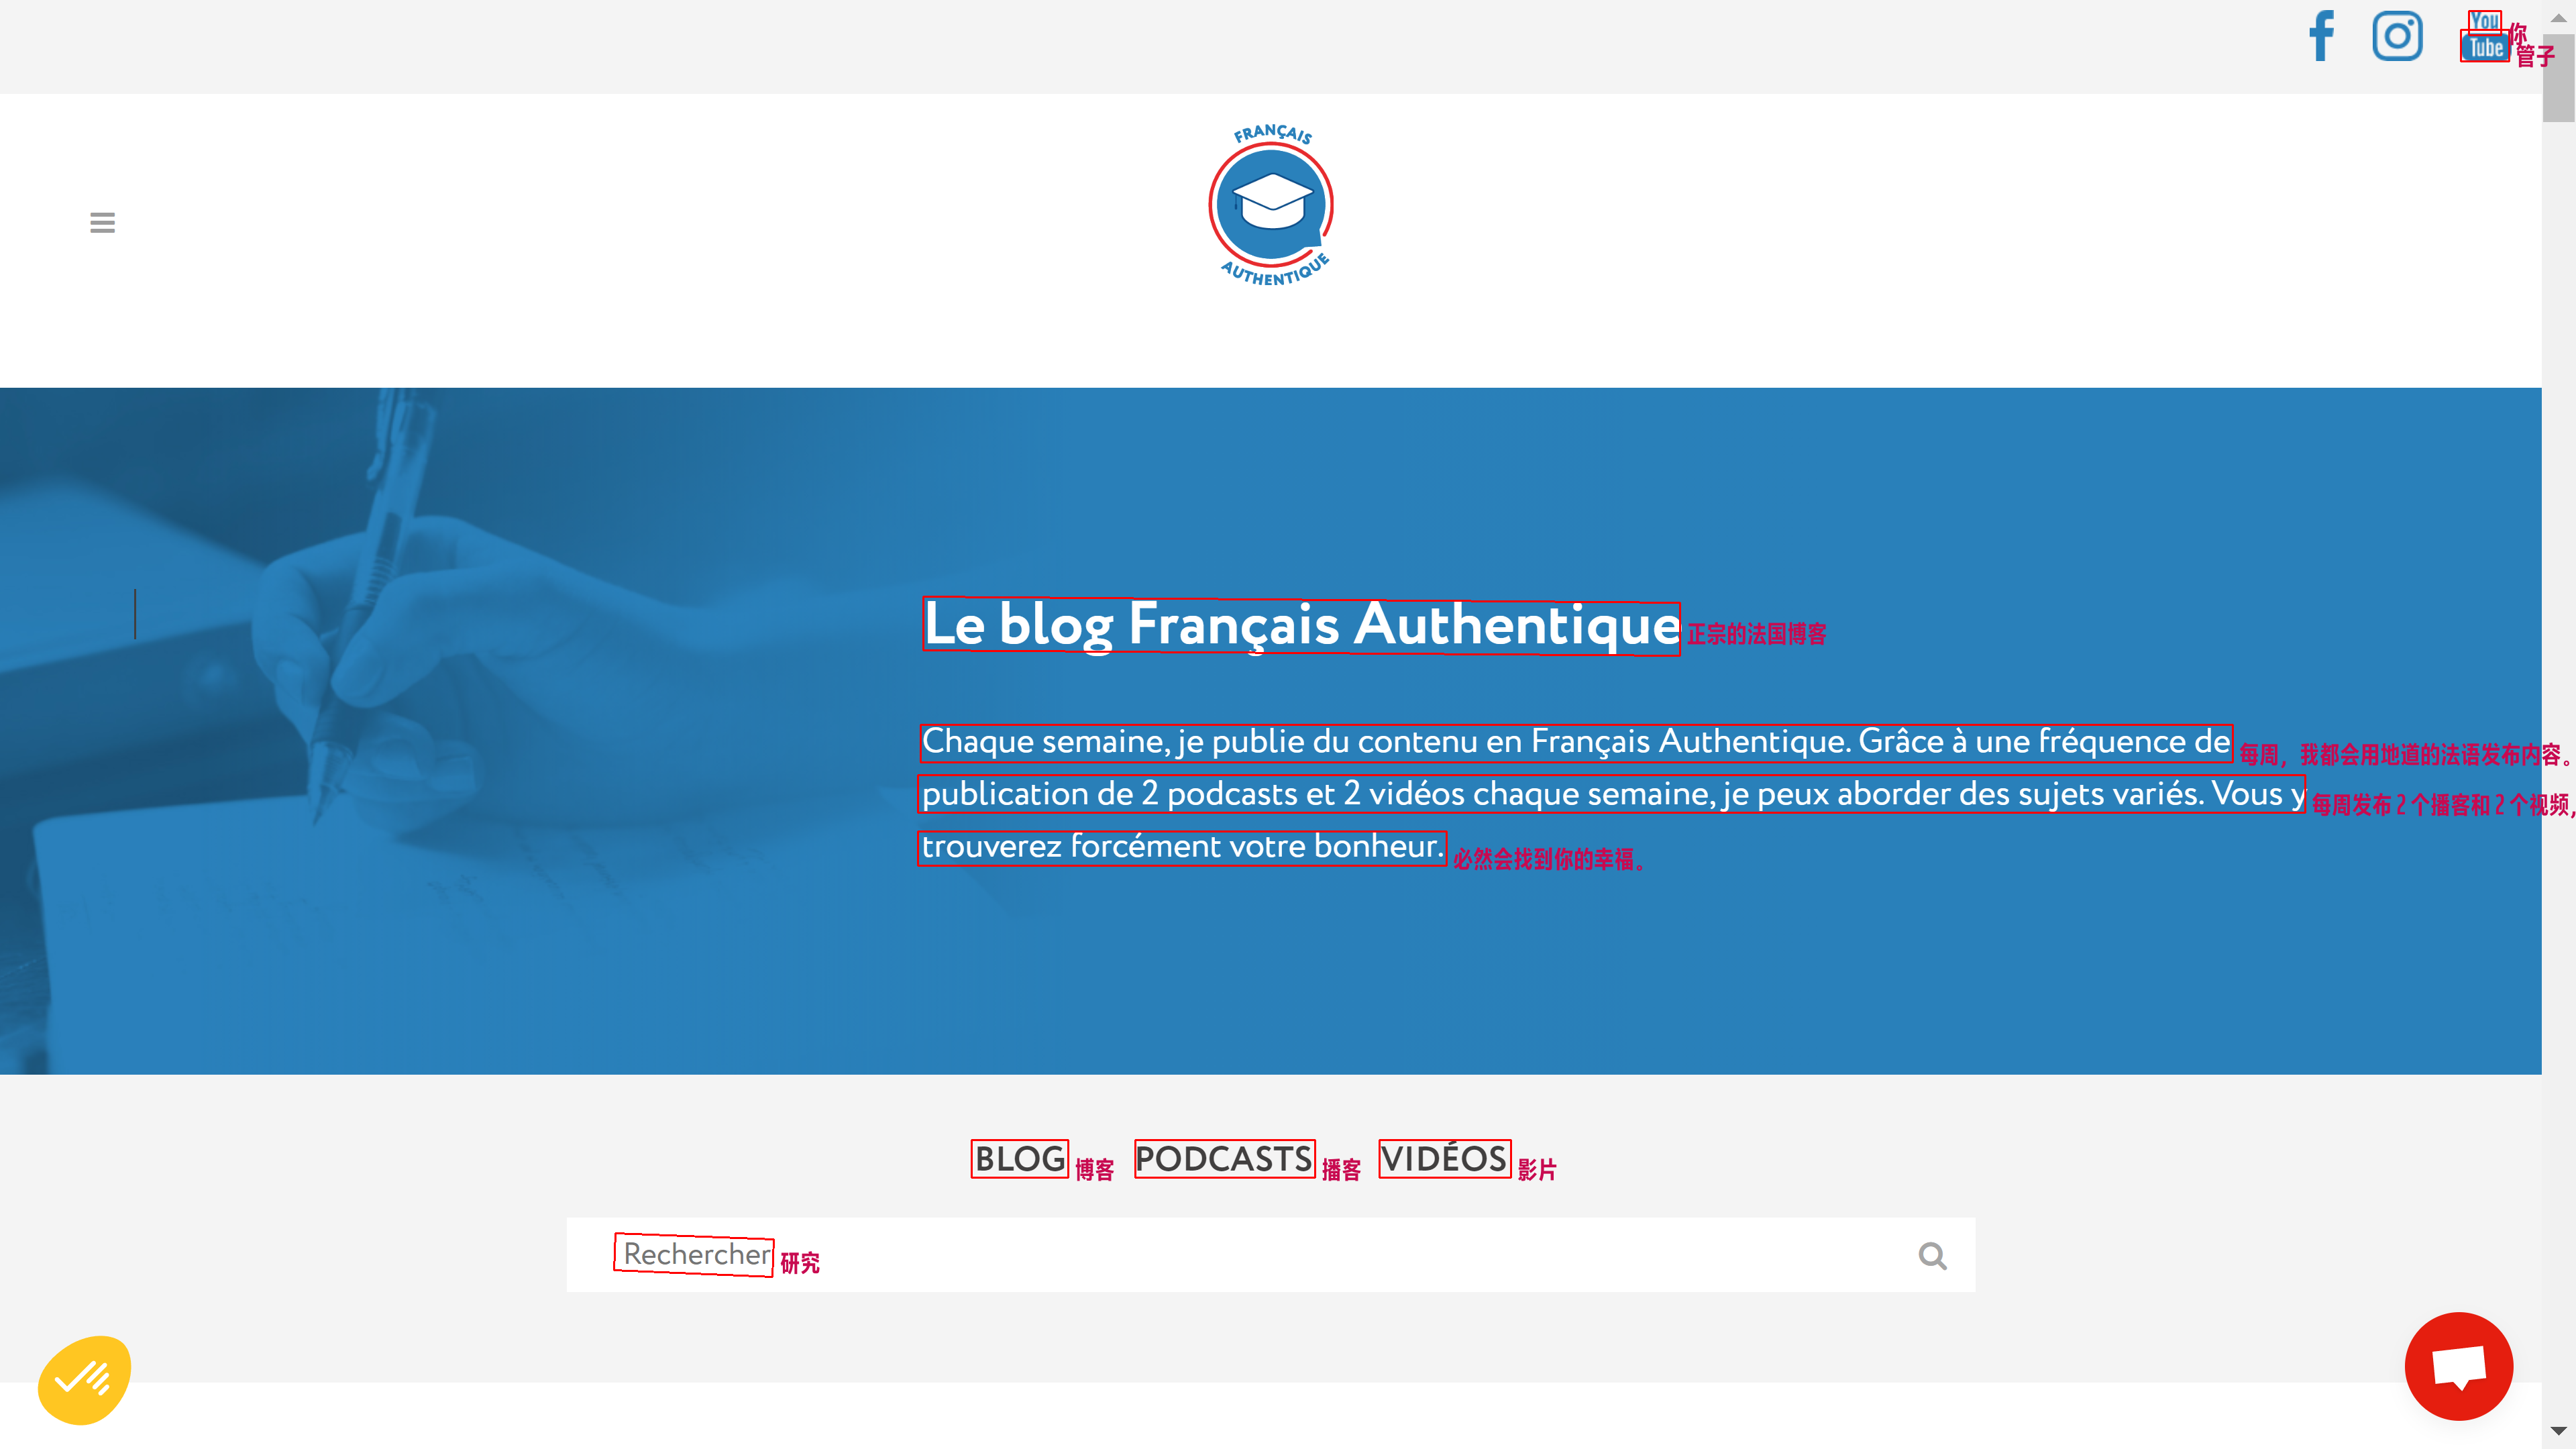 You 你
Tube 管子
FRANÇAIS
AUTHENTIQUE
Le blog Français Authentique 正宗的法国博客
Chaque semaine, je publie du contenu en Français Authentique. Grâce à une fréquence de 每周，我都会用地道的法语发布内容。
publication de 2 podcasts et 2 vidéos chaque semaine, je peux aborder des sujets variés. Vous y 每周发布 2 个播客和 2 个视频，
trouverez forcément votre bonheur. 必然会找到你的幸福。
BLOG 博客 PODCASTS 播客 VIDÉOS 影片
Rechercher 研究